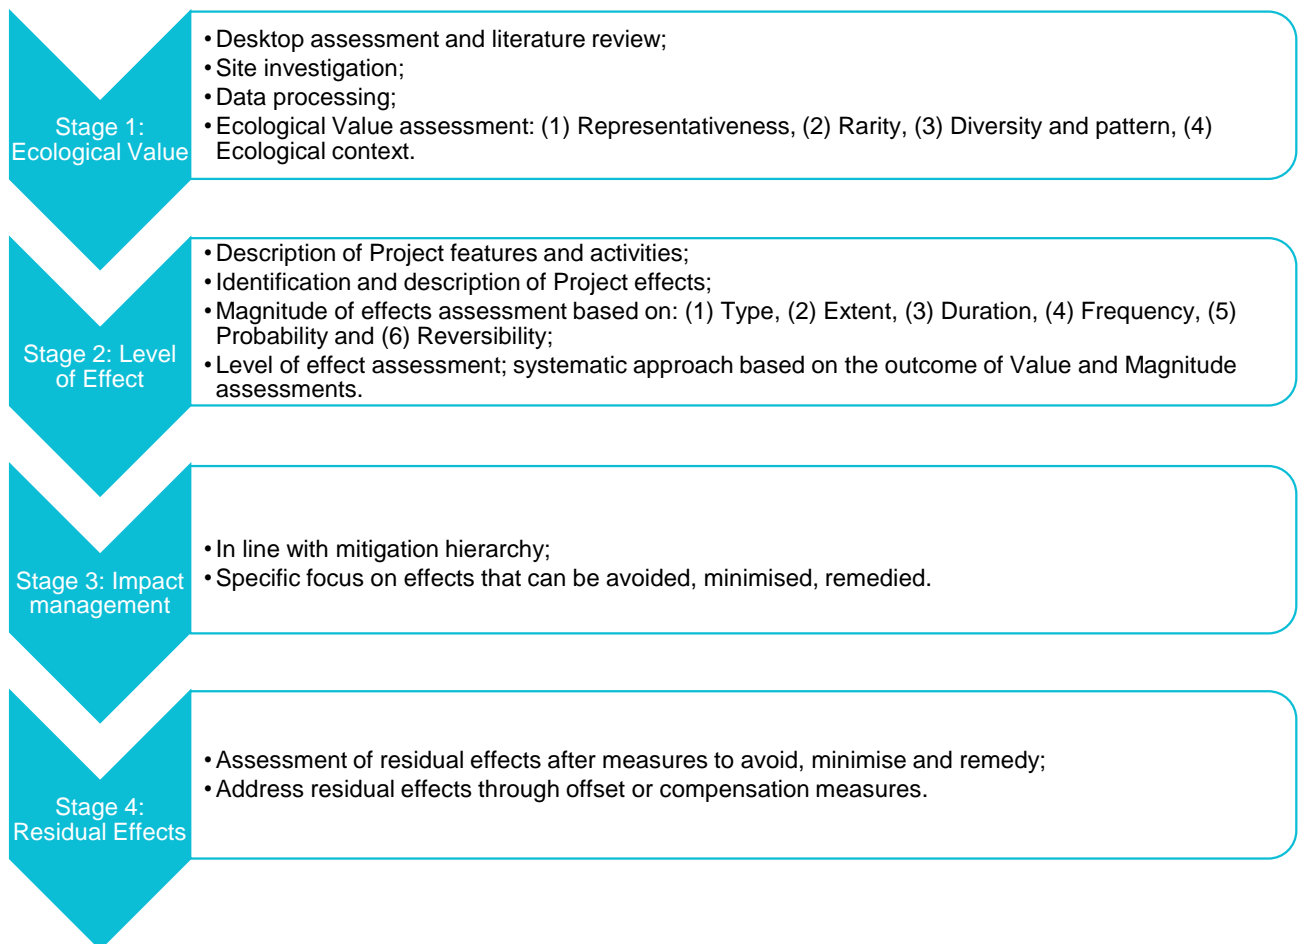 Stage 1:
Ecological Value
•Desktop assessment and literature review;
•Site investigation;
•Data processing;
•Ecological Value assessment: (1) Representativeness, (2) Rarity, (3) Diversity and pattern, (4)
Ecological context.
Stage 2: Level
of Effect
•Description of Project features and activities;
•Identification and description of Project effects;
•Magnitude of effects assessment based on: (1) Type, (2) Extent, (3) Duration, (4) Frequency, (5)
Probability and (6) Reversibility;
•Level of effect assessment; systematic approach based on the outcome of Value and Magnitude
assessments.
Stage 3: Impact
management
•In line with mitigation hierarchy;
•Specific focus on effects that can be avoided, minimised, remedied.
Stage 4:
Residual Effects
•Assessment of residual effects after measures to avoid, minimise and remedy;
•Address residual effects through offset or compensation measures.